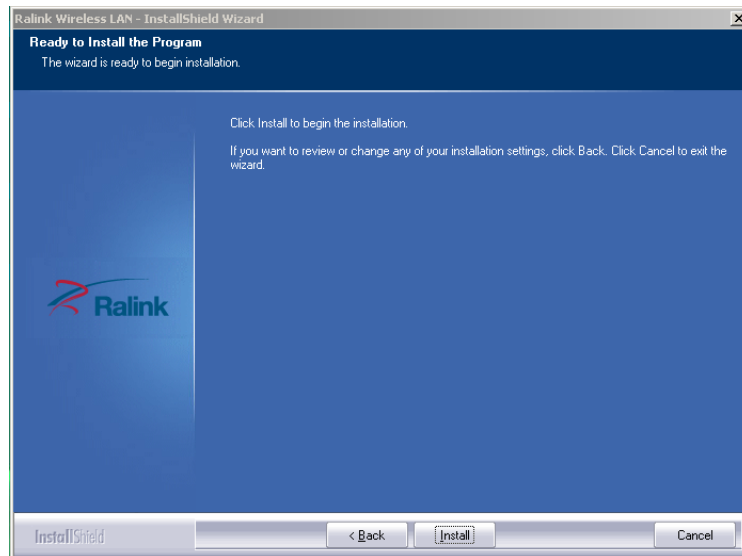 Ralink Wireless LAN - InstallShield Wizard
Ready to Install the Program
The wizard is ready to begin installation.
Click Install to begin the installation.
If you want to review or change any of your installation settings, click Back. Click Cancel to exit the
wizard.
Ralink
InstallShield
< Back
Install
Cancel